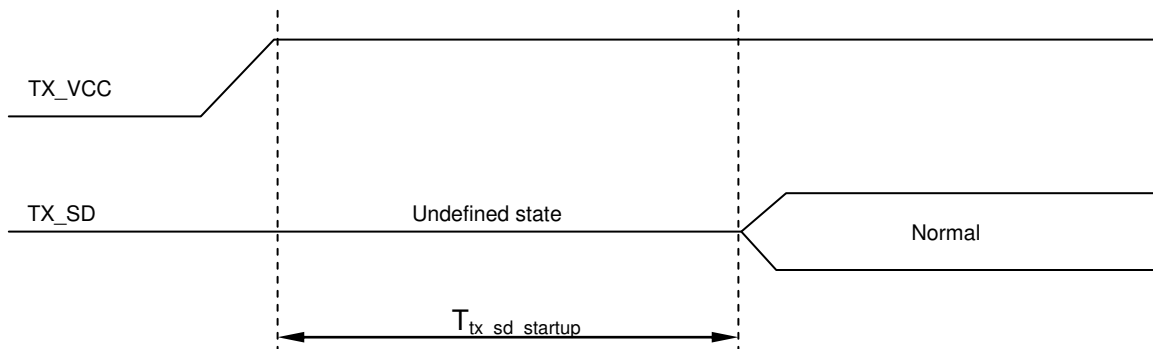 TX_VCC
TX_SD
Undefined state
Normal
Ttx_sd_startup